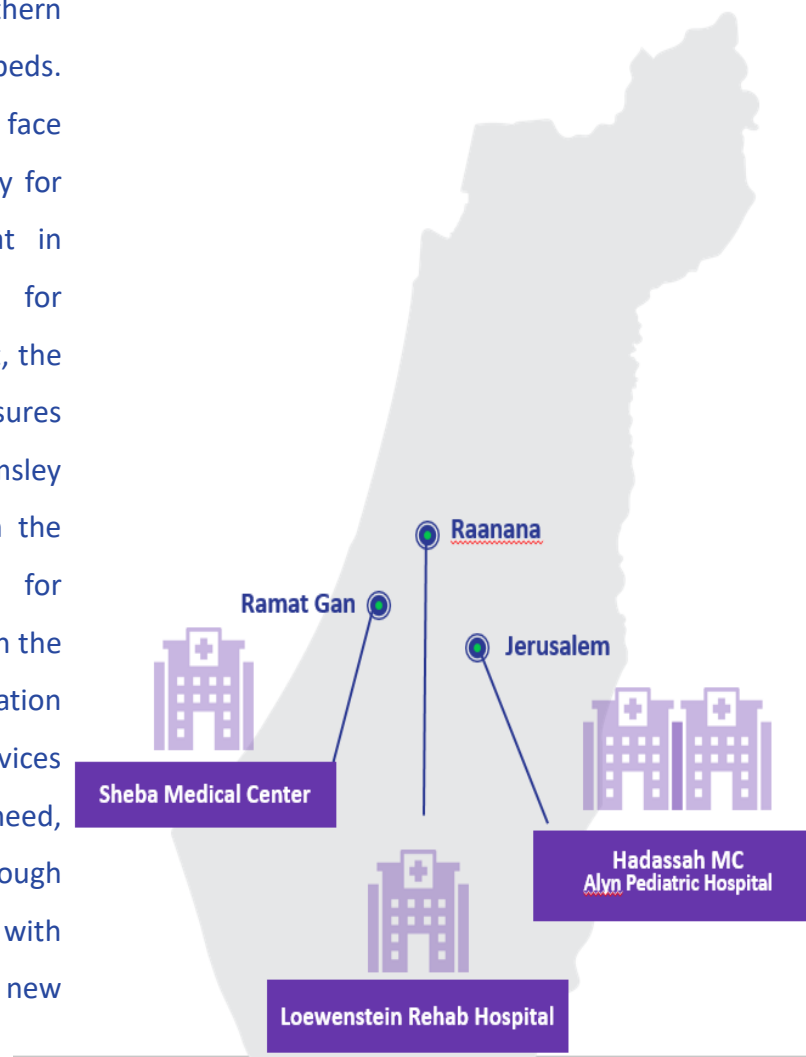 thern
beds.
face
y for
nt in
for
, the
sures
nsley
the
for
n the
ation
vices
need,
ough
with
new
Raanana
Ramat Gan
Jerusalem
Sheba Medical Center
Hadassah MC
Alyn Pediatric Hospital
Loewenstein Rehab Hospital